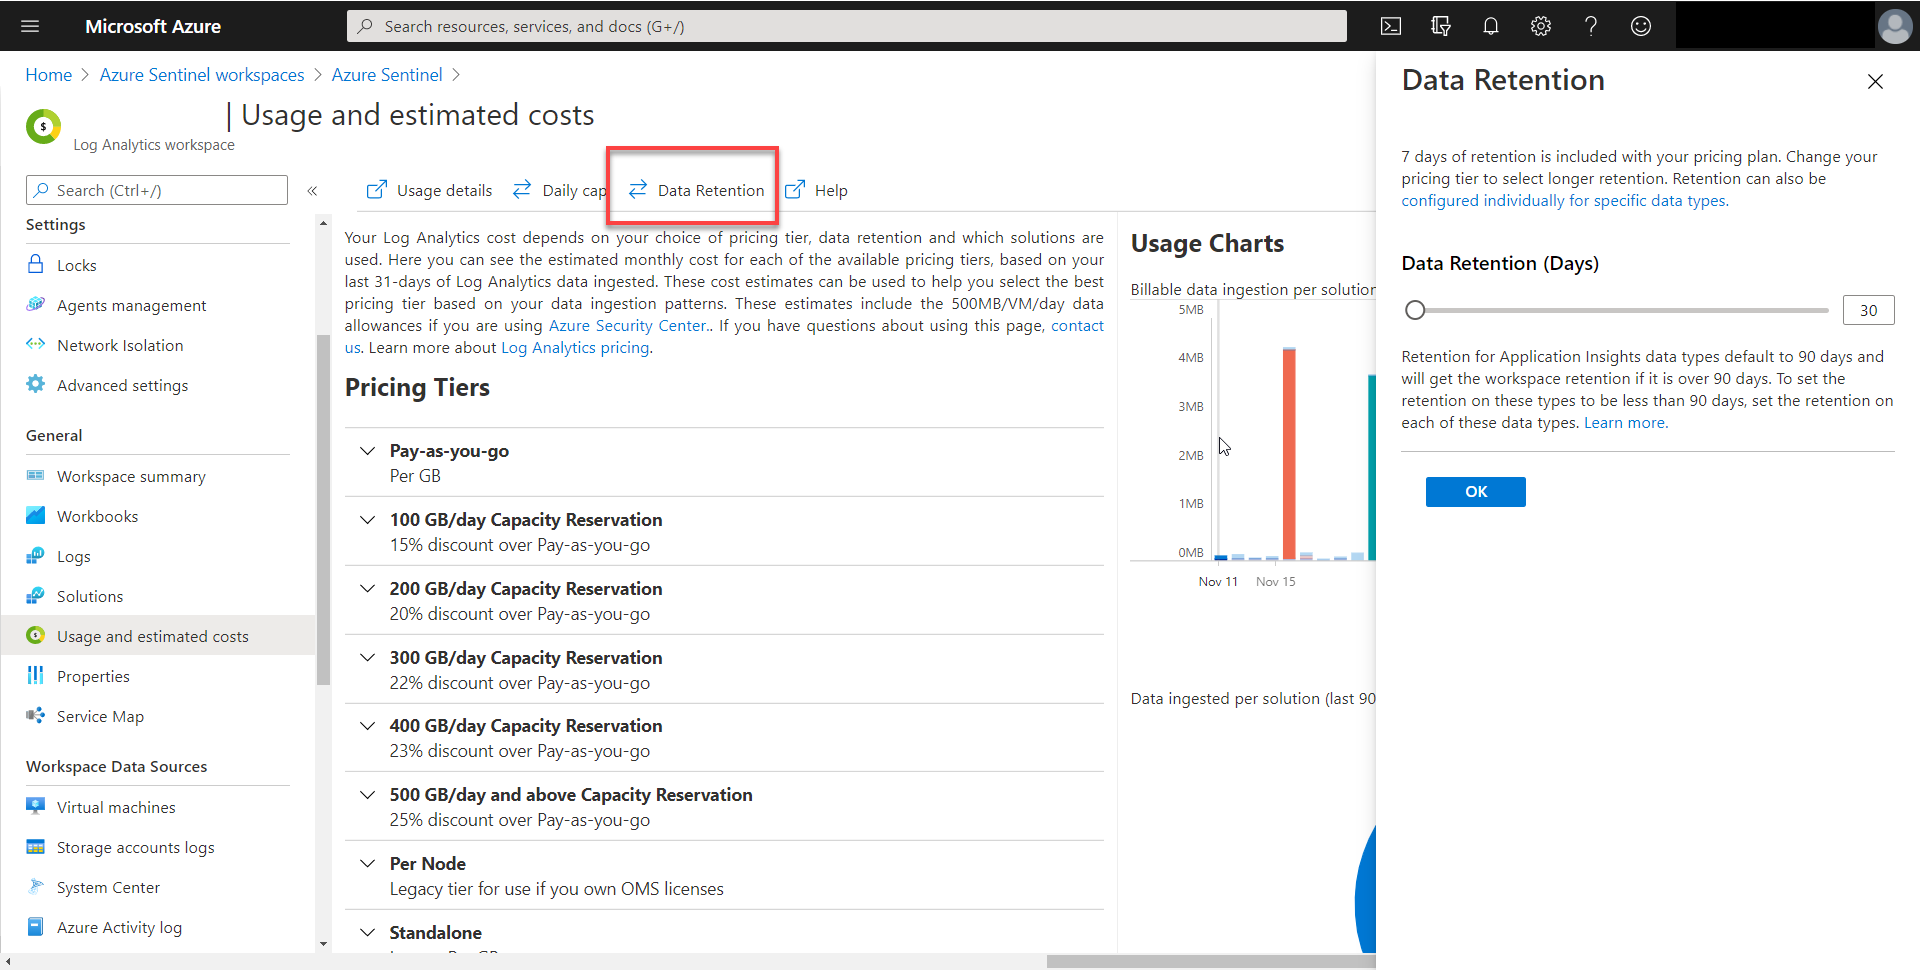 Microsoft Azure
Search resources, services, and docs (G+/)
Home > Azure Sentinel workspaces > Azure Sentinel >
| Usage and estimated costs
Log Analytics workspace
Search (Ctrl+/)
«
Settings
Locks
Agents management
Network Isolation
Advanced settings
General
Workspace summary
Workbooks
Logs
Solutions
Usage and estimated costs
Properties
Service Map
Workspace Data Sources
Virtual machines
Storage accounts logs
System Center
Azure Activity log
Usage details
Daily cap
Data Retention
Help
Your Log Analytics cost depends on your choice of pricing tier, data retention and which solutions are
used. Here you can see the estimated monthly cost for each of the available pricing tiers, based on your
last 31-days of Log Analytics data ingested. These cost estimates can be used to help you select the best
pricing tier based on your data ingestion patterns. These estimates include the 500MB/VM/day data
allowances if you are using Azure Security Center.. If you have questions about using this page, contact
us. Learn more about Log Analytics pricing.
Pricing Tiers
Pay-as-you-go
Per GB
100 GB/day Capacity Reservation
15% discount over Pay-as-you-go
200 GB/day Capacity Reservation
20% discount over Pay-as-you-go
300 GB/day Capacity Reservation
22% discount over Pay-as-you-go
400 GB/day Capacity Reservation
23% discount over Pay-as-you-go
500 GB/day and above Capacity Reservation
25% discount over Pay-as-you-go
Per Node
Legacy tier for use if you own OMS licenses
Standalone
Usage Charts
Billable data ingestion per solution
5MB
4MB
3MB
2MB
1MB
0MB
Nov 11
Nov 15
Data ingested per solution (last 90
Data Retention
7 days of retention is included with your pricing plan. Change your
pricing tier to select longer retention. Retention can also be
configured individually for specific data types.
Data Retention (Days)
30
Retention for Application Insights data types default to 90 days and
will get the workspace retention if it is over 90 days. To set the
retention on these types to be less than 90 days, set the retention on
each of these data types. Learn more.
OK